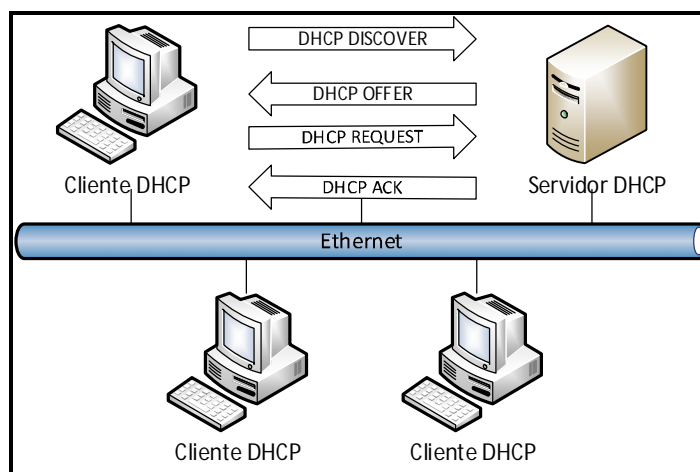 DHCP DISCOVER
DHCP OFFER
DHCP REQUEST
DHCP ACK
Cliente DHCP
Servidor DHCP
Ethernet
Cliente DHCP
Cliente DHCP